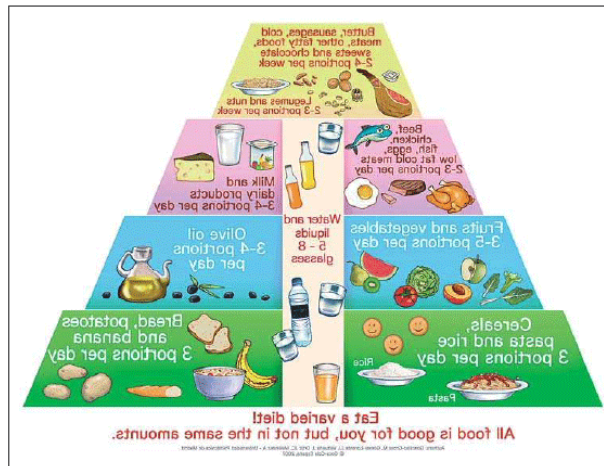 Butter, sausages, cold
meats, other fatty foods,
sweets and chocolate
2-4 portions per week
Legumes and nuts
2-3 portions per week
Beef,
chicken,
fish, eggs,
low fat cold meats
2-3 portions per day
Milk and
dairy products
3-4 portions per day
Water and
liquids
5 - 8
glasses
Fruits and vegetables
3-5 portions per day
Olive oil
3-4 portions
per day
Cereals,
pasta and rice
3 portions per day
Rice
Pasta
Bread, potatoes
and banana
3 portions per day
Eat a varied diet!
All food is good for you, but not in the same amounts.